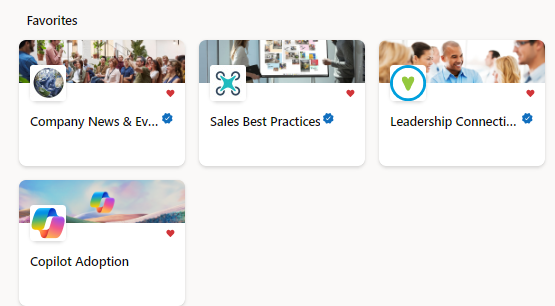 Favorites
Company News & Ev...
Sales Best Practices
Leadership Connecti...
Copilot Adoption